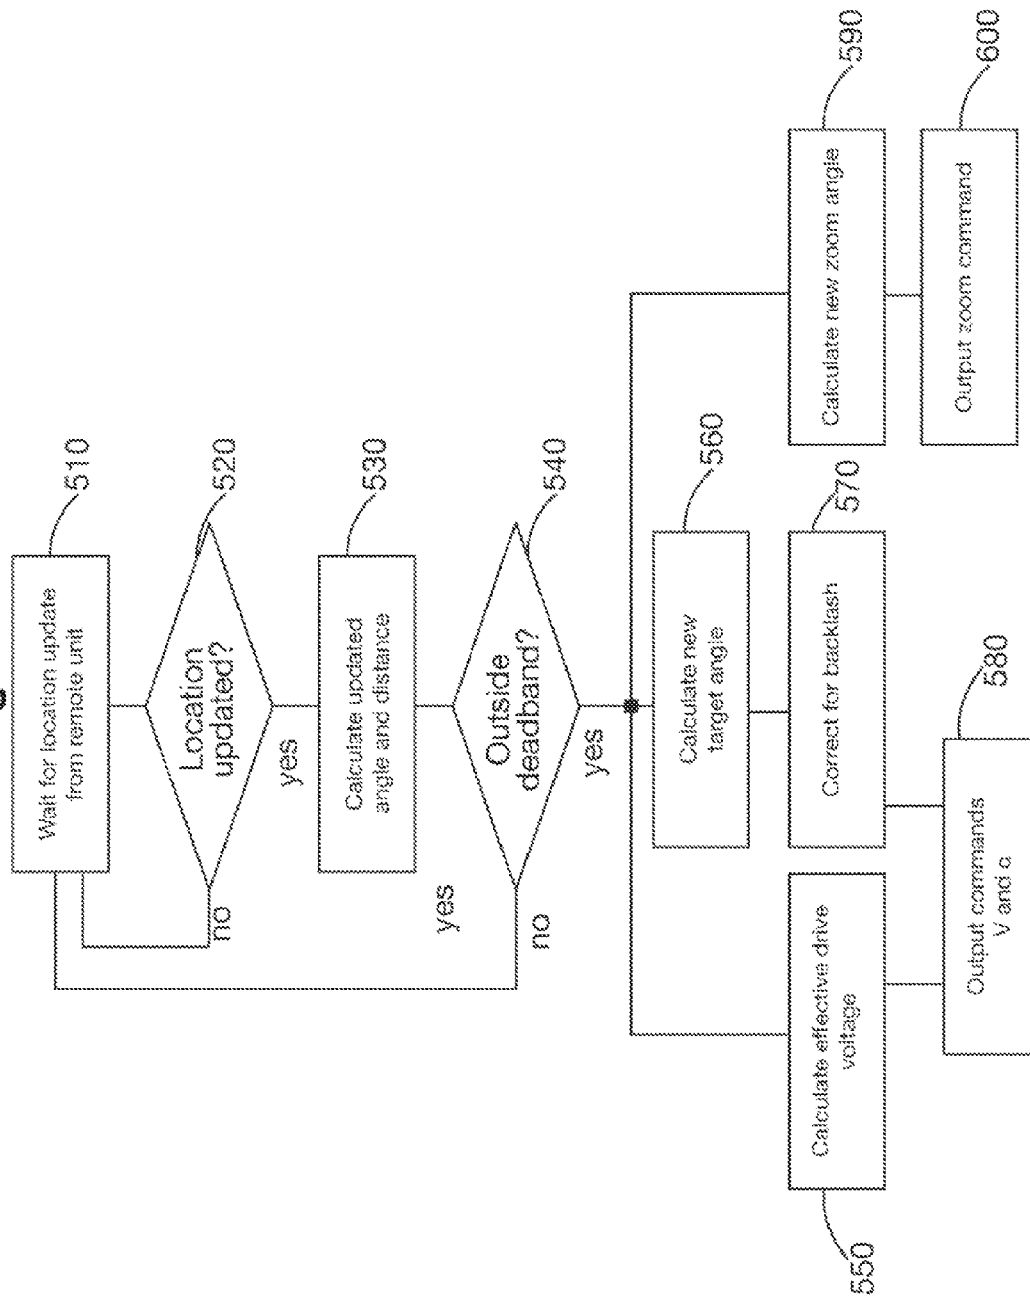 Wait for location update
from remote unit
510
Location
updated?
520
no
yes
Calculate updated
angle and distance
530
yes
Outside
deadband?
540
no
yes
Calculate new
target angle
560
550
Calculate effective drive
voltage
Correct for backlash
570
Calculate new zoom angle
590
Output commands
V and c
580
Output zoom command
600